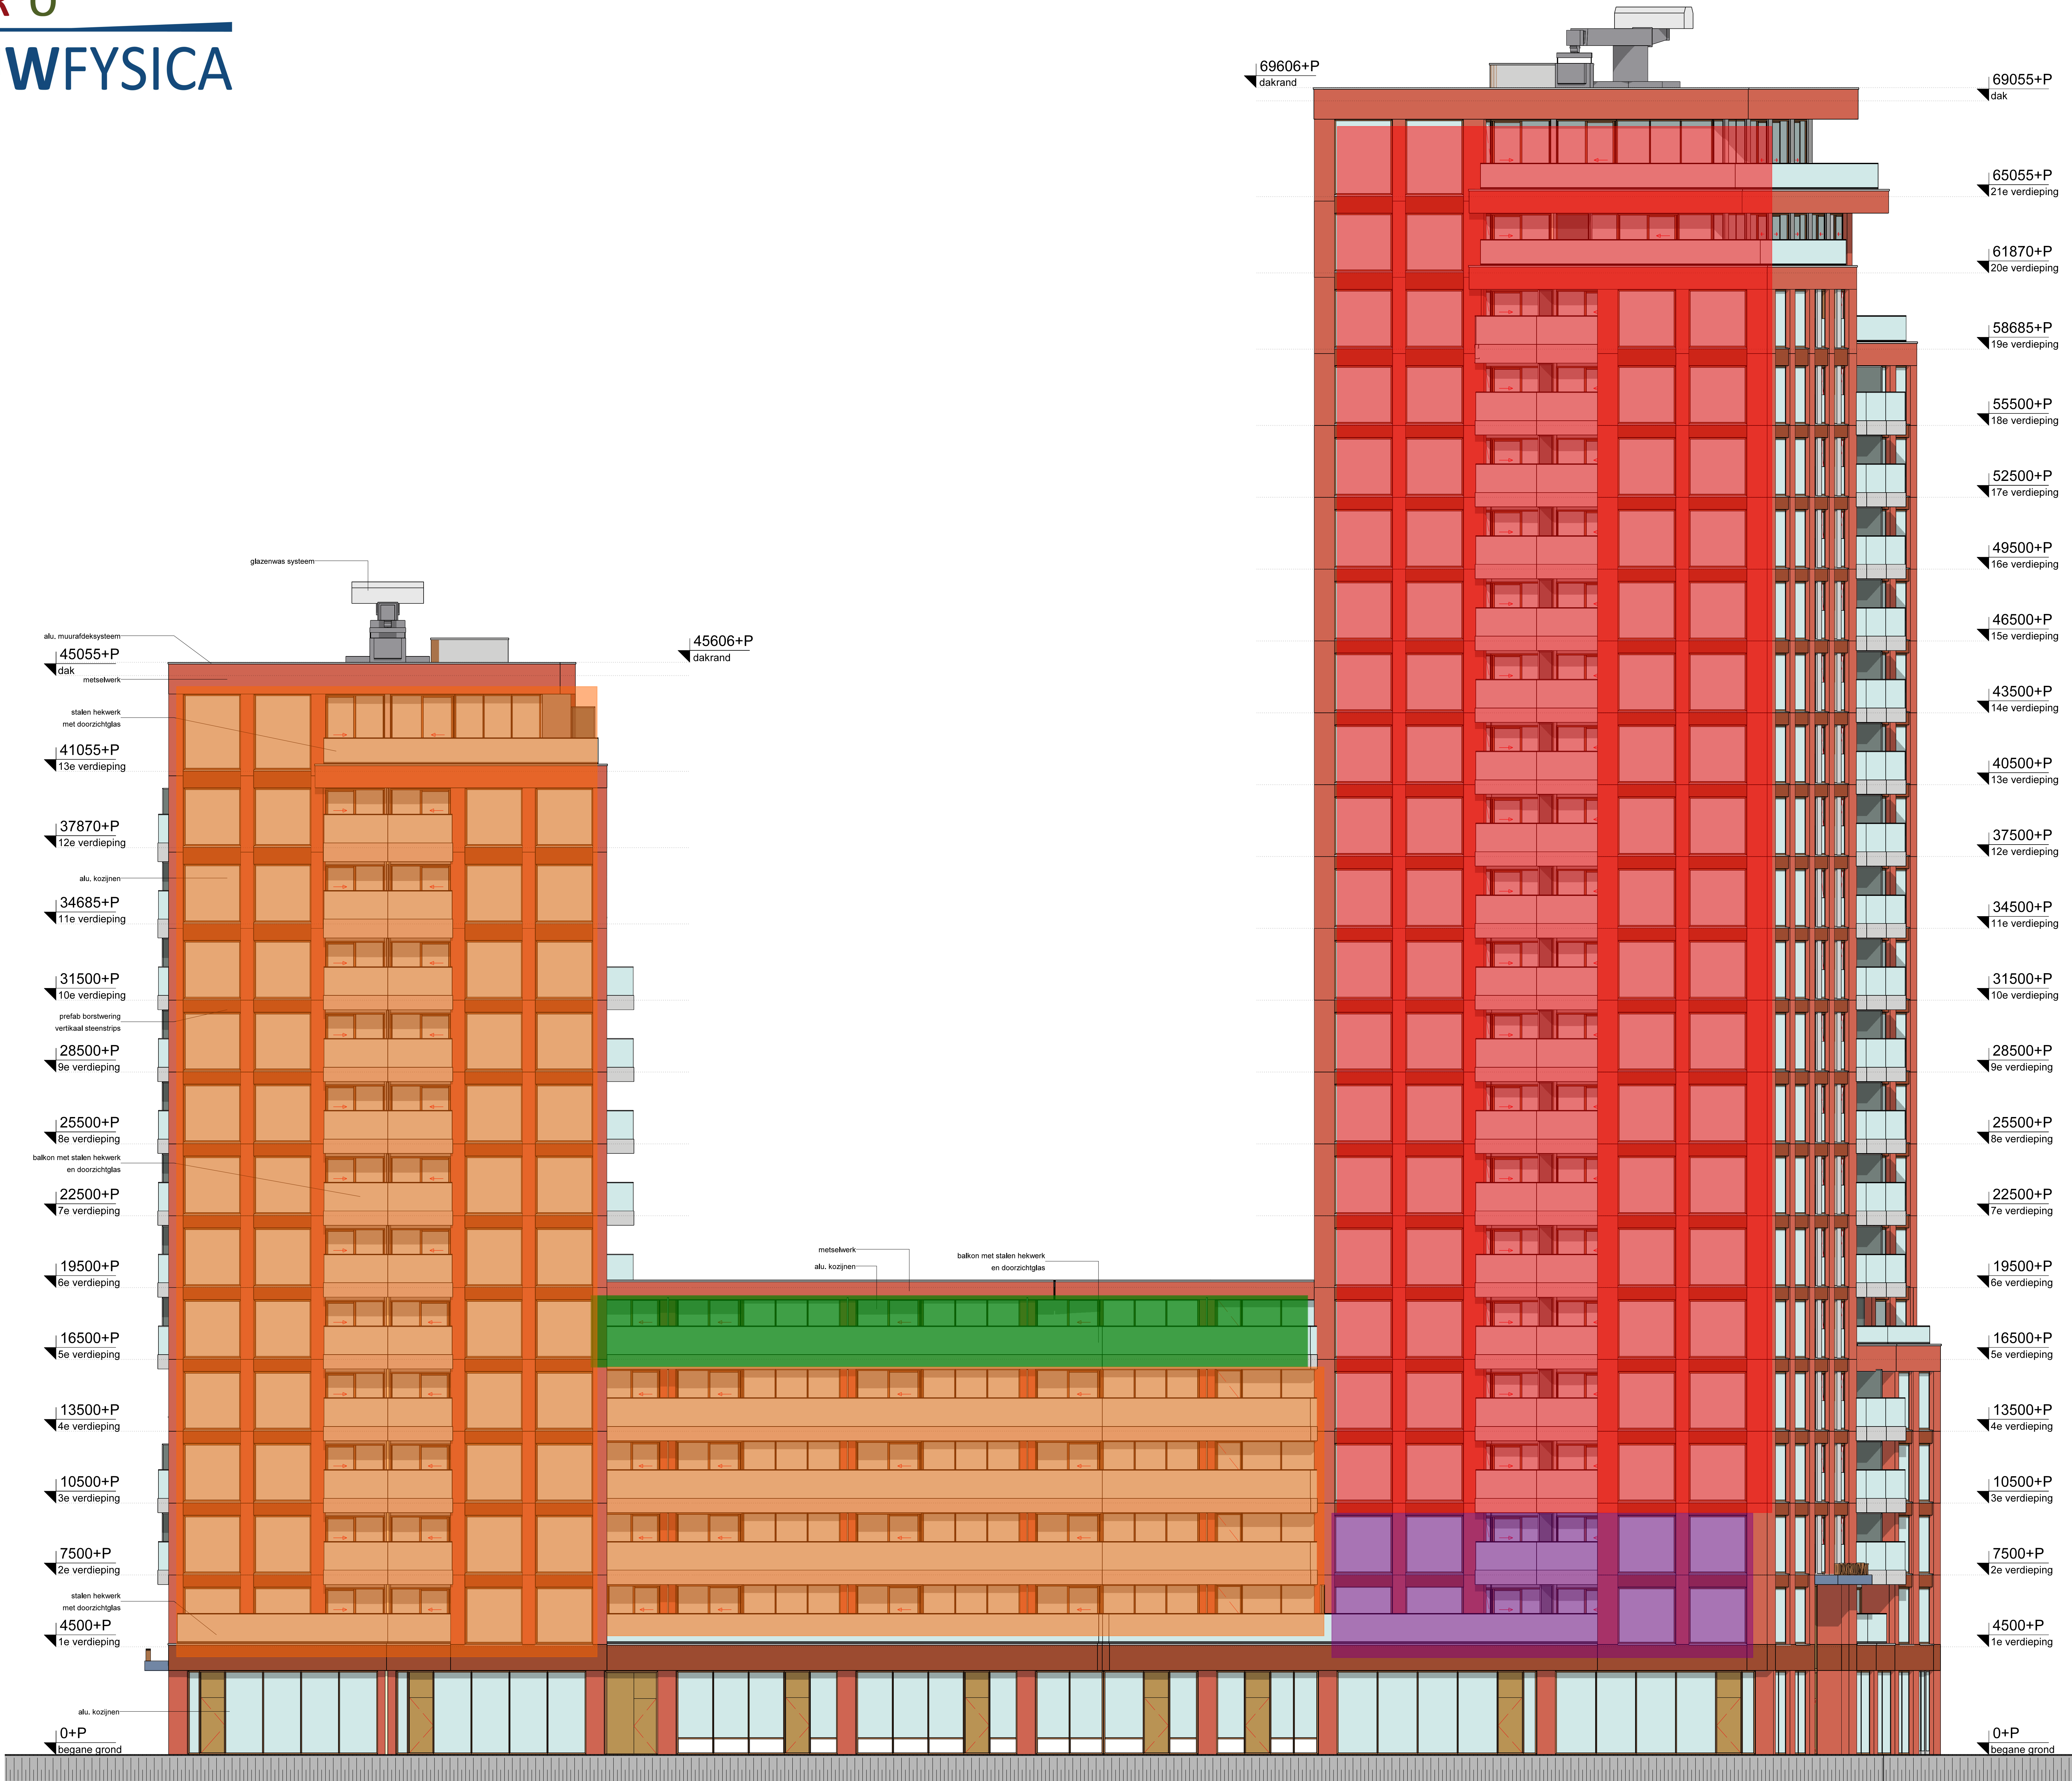 WFYSICA
69606+P
dakrand
69055+P
dak
65055+P
21e verdieping
61870+P
20e verdieping
58685+P
19e verdieping
55500+P
18e verdieping
52500+P
17e verdieping
49500+P
16e verdieping
46500+P
15e verdieping
43500+P
14e verdieping
40500+P
13e verdieping
37500+P
12e verdieping
34500+P
11e verdieping
31500+P
10e verdieping
28500+P
9e verdieping
25500+P
8e verdieping
22500+P
7e verdieping
19500+P
6e verdieping
16500+P
5e verdieping
13500+P
4e verdieping
10500+P
3e verdieping
7500+P
2e verdieping
4500+P
1e verdieping
0+P
begane grond
glazenwas systeem
alu. muurafdeksysteem
45055+P
dak
45606+P
dakrand
metselwerk
stalen hekwerk
met doorzichtglas
41055+P
13e verdieping
37870+P
12e verdieping
alu. kozijnen
34685+P
11e verdieping
31500+P
10e verdieping
prefab borstwering
vertikaal steenstrips
28500+P
9e verdieping
25500+P
8e verdieping
balkon met stalen hekwerk
en doorzichtglas
22500+P
7e verdieping
19500+P
6e verdieping
16500+P
5e verdieping
13500+P
4e verdieping
10500+P
3e verdieping
7500+P
2e verdieping
stalen hekwerk
met doorzichtglas
4500+P
1e verdieping
alu. kozijnen
0+P
begane grond
metselwerk
alu. kozijnen
balkon met stalen hekwerk
en doorzichtglas